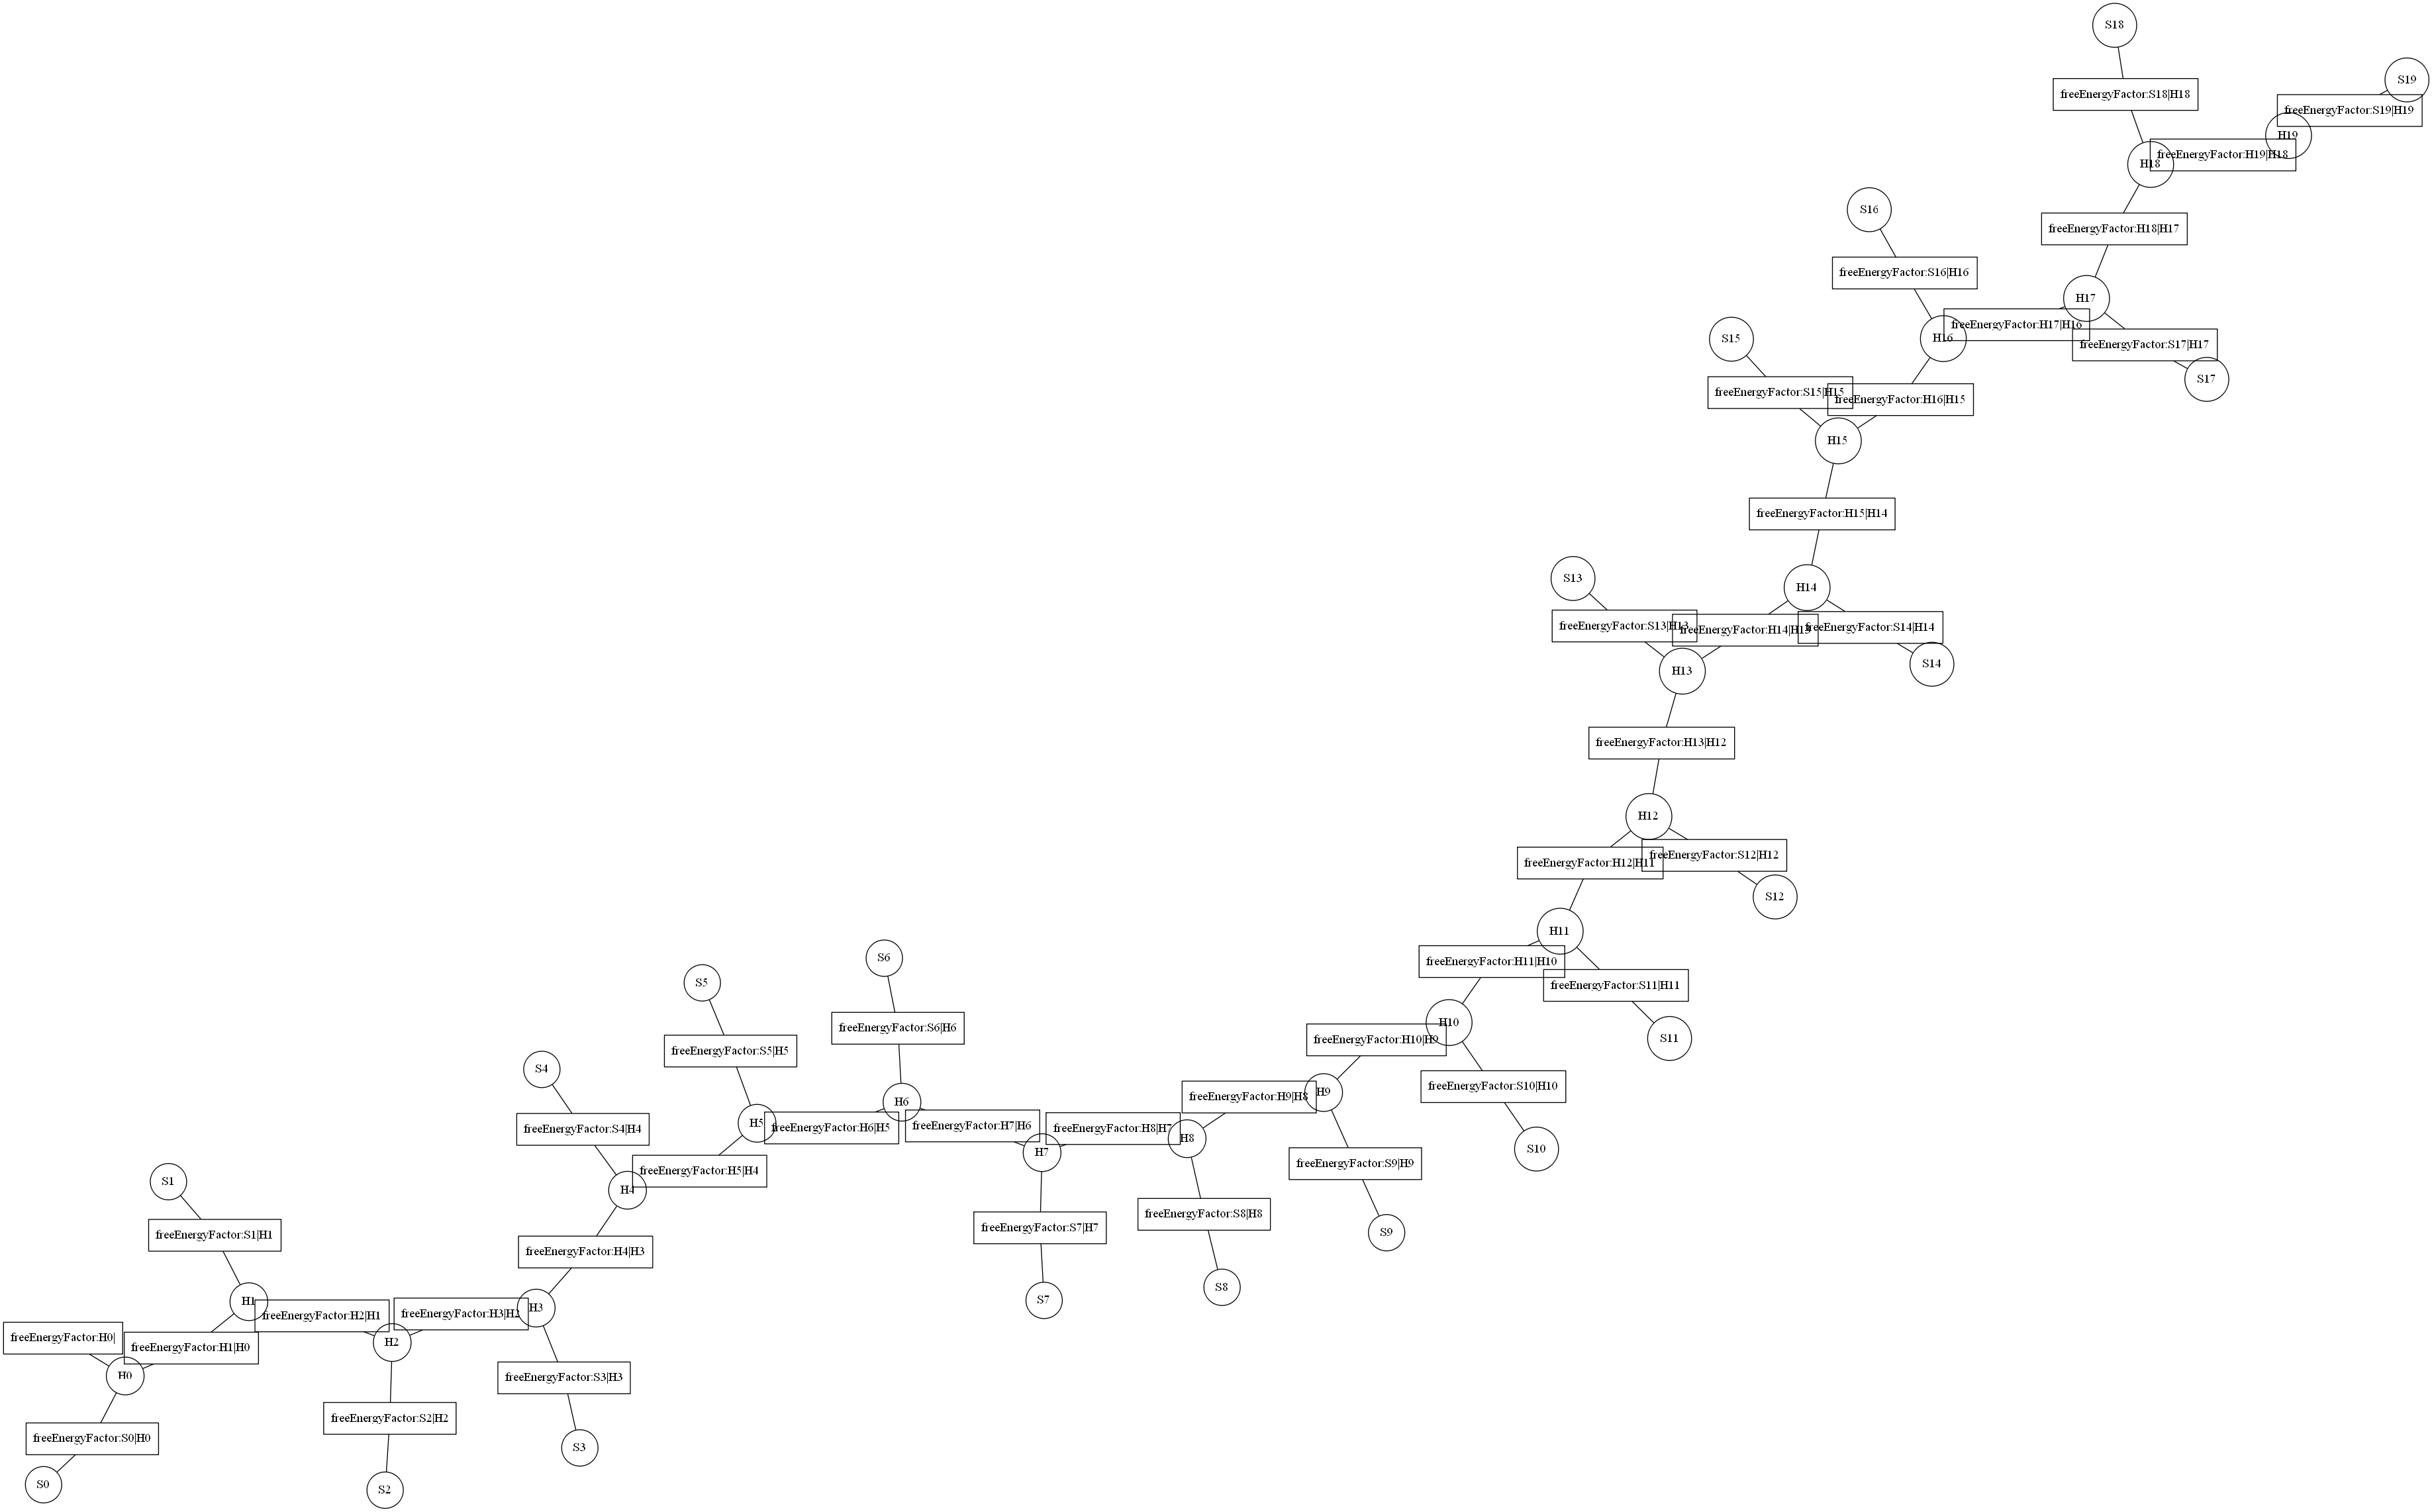 S18
S19
freeEnergyFactor:S18|H18
freeEnergyFactor:S19|H19
H19
freeEnergyFactor:H19|H18
H18
S16
freeEnergyFactor:H18|H17
freeEnergyFactor:S16|H16
H17
freeEnergyFactor:H17|H16
S15
H16
freeEnergyFactor:S17|H17
S17
freeEnergyFactor:S15|H15
freeEnergyFactor:H16|H15
H15
freeEnergyFactor:H15|H14
S13
H14
freeEnergyFactor:S13|H13
freeEnergyFactor:H14|H13
freeEnergyFactor:S14|H14
S14
H13
freeEnergyFactor:H13|H12
H12
freeEnergyFactor:H12|H11
freeEnergyFactor:S12|H12
S12
H11
S6
freeEnergyFactor:H11|H10
S5
freeEnergyFactor:S11|H11
H10
freeEnergyFactor:S6|H6
S11
freeEnergyFactor:H10|H9
freeEnergyFactor:S5|H5
S4
freeEnergyFactor:S10|H10
H9
freeEnergyFactor:H9|H8
H6
H5
freeEnergyFactor:H6|H5
freeEnergyFactor:H7|H6
freeEnergyFactor:H8|H7
freeEnergyFactor:S4|H4
H8
S10
H7
freeEnergyFactor:S9|H9
freeEnergyFactor:H5|H4
S1
H4
freeEnergyFactor:S8|H8
freeEnergyFactor:S7|H7
S9
freeEnergyFactor:S1|H1
freeEnergyFactor:H4|H3
S8
S7
H1
H3
freeEnergyFactor:H3|H2
freeEnergyFactor:H2|H1
freeEnergyFactor:H0|
H2
freeEnergyFactor:H1|H0
H0
freeEnergyFactor:S3|H3
freeEnergyFactor:S2|H2
freeEnergyFactor:S0|H0
S3
S0
S2